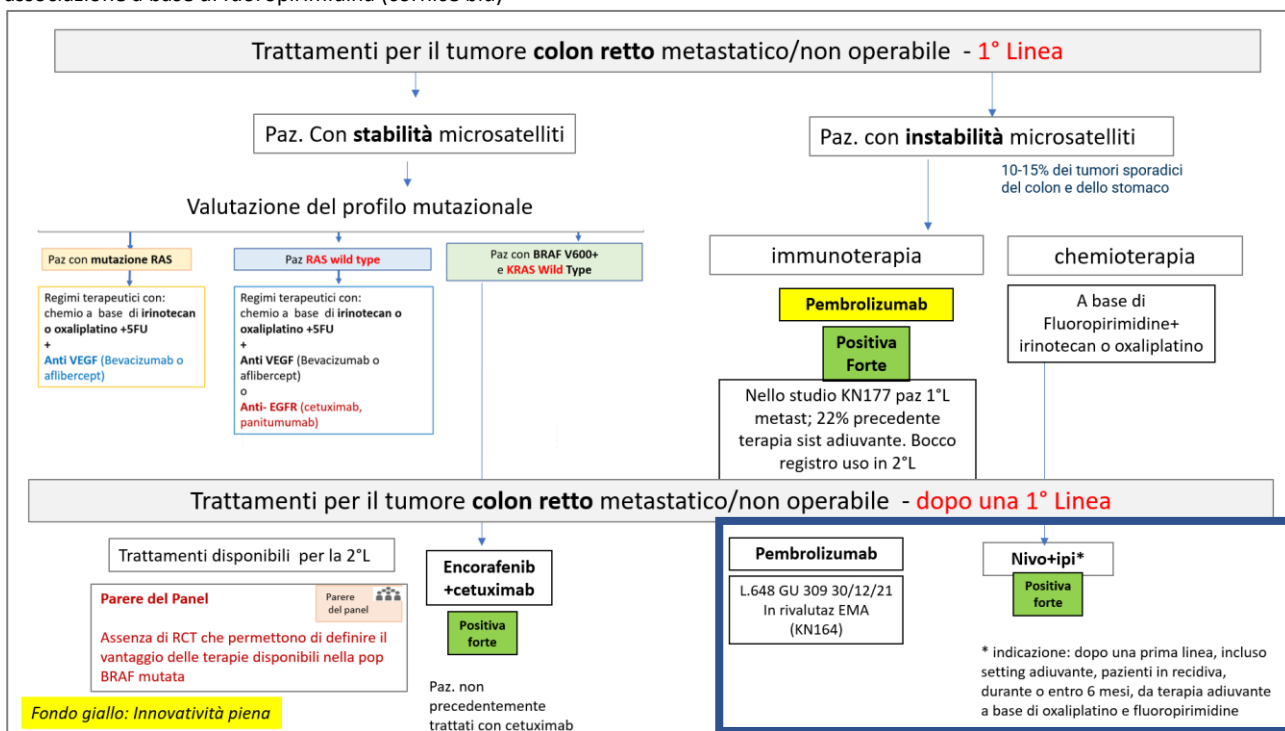 associazione a base di fluoropirimidina (cornice blu)
Trattamenti per il tumore colon retto metastatico/non operabile - 1° Linea
Paz. Con stabilità microsatelliti
Paz. con instabilità microsatelliti
10-15% dei tumori sporadici
del colon e dello stomaco
Valutazione del profilo mutazionale
Paz con mutazione RAS
Paz RAS wild type
Paz con BRAF V600+
e KRAS Wild Type
immunoterapia
chemioterapia
Regimi terapeutici con:
chemio a base di irinotecan
o oxaliplatino +5FU
+
Anti VEGF (Bevacizumab o
aflibercept)
Regimi terapeutici con:
chemio a base di irinotecan o
oxaliplatino +5FU
+
Anti VEGF (Bevacizumab o
aflibercept)
o
Anti- EGFR (cetuximab,
panitumumab)
Pembrolizumab
Positiva
Forte
Nello studio KN177 paz 1°L
metast; 22% precedente
terapia sist adiuvante. Bocco
registro uso in 2°L
A base di
Fluoropirimidine+
irinotecan o oxaliplatino
Trattamenti per il tumore colon retto metastatico/non operabile - dopo una 1° Linea
Trattamenti disponibili per la 2°L
Parere del Panel
Parere
del panel
Assenza di RCT che permettono di definire il
vantaggio delle terapie disponibili nella pop
BRAF mutata
Fondo giallo: Innovatività piena
Encorafenib
+cetuximab
Positiva
forte
Paz. non
precedentemente
trattati con cetuximab
Pembrolizumab
L.648 GU 309 30/12/21
In rivalutaz EMA
(KN164)
Nivo+ipi*
Positiva
forte
* indicazione: dopo una prima linea, incluso
setting adiuvante, pazienti in recidiva,
durante o entro 6 mesi, da terapia adiuvante
a base di oxaliplatino e fluoropirimidine